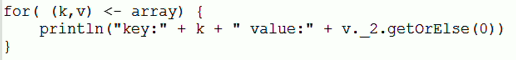 for( (k,v) <- array) {
    println("key:" + k + " value:" + v._2.getOrElse(0))
}